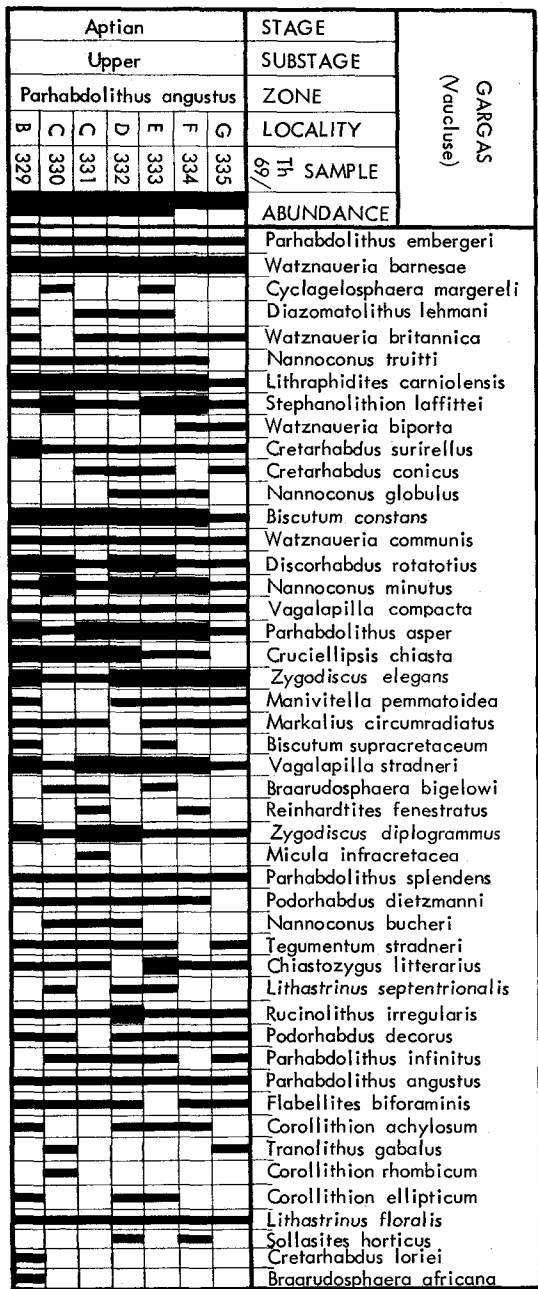 Aptian STAGE
Upper SUBSTAGE
Parhabdolithus angustus ZONE
B C C D E F G LOCALITY
329 330 331 332 333 334 335 Th 69/ SAMPLE
ABUNDANCE
GARGAS
(Vaucluse)
Parhabdolithus embergeri
Watznaueria barnesae
Cyclagelosphaera margereli
Diazomatolithus lehmani
Watznaueria britannica
Nannoconus truitti
Lithraphidites carniolensis
Stephanolithion laffittei
Watznaueria biporta
Cretarhabdus surirellus
Cretarhabdus conicus
Nannoconus globulus
Biscutum constans
Watznaueria communis
Discorhabdus rotatotius
Nannoconus minutus
Vagalapilla compacta
Parhabdolithus asper
Cruciellipsis chiasta
Zygodiscus elegans
Manivitella pemmatoidea
Markalius circumradiatus
Biscutum supracretaceum
Vagalapilla stradneri
Braarudosphaera bigelowi
Reinhardtites fenestratus
Zygodiscus diplogrammus
Micula infracretacea
Parhabdolithus splendens
Podorhabdus dietzmanni
Nannoconus bucheri
Tegumentum stradneri
Chiastozygus litterarius
Lithastrinus septentrionalis
Rucinolithus irregularis
Podorhabdus decorus
Parhabdolithus infinitus
Parhabdolithus angustus
Flabellites biforaminis
Corollithion achylosum
Tranolithus gabalus
Corollithion rhombicum
Corollithion ellipticum
Lithastrinus floralis
Sollasites horticus
Cretarhabdus loriei
Braarudosphaera africana